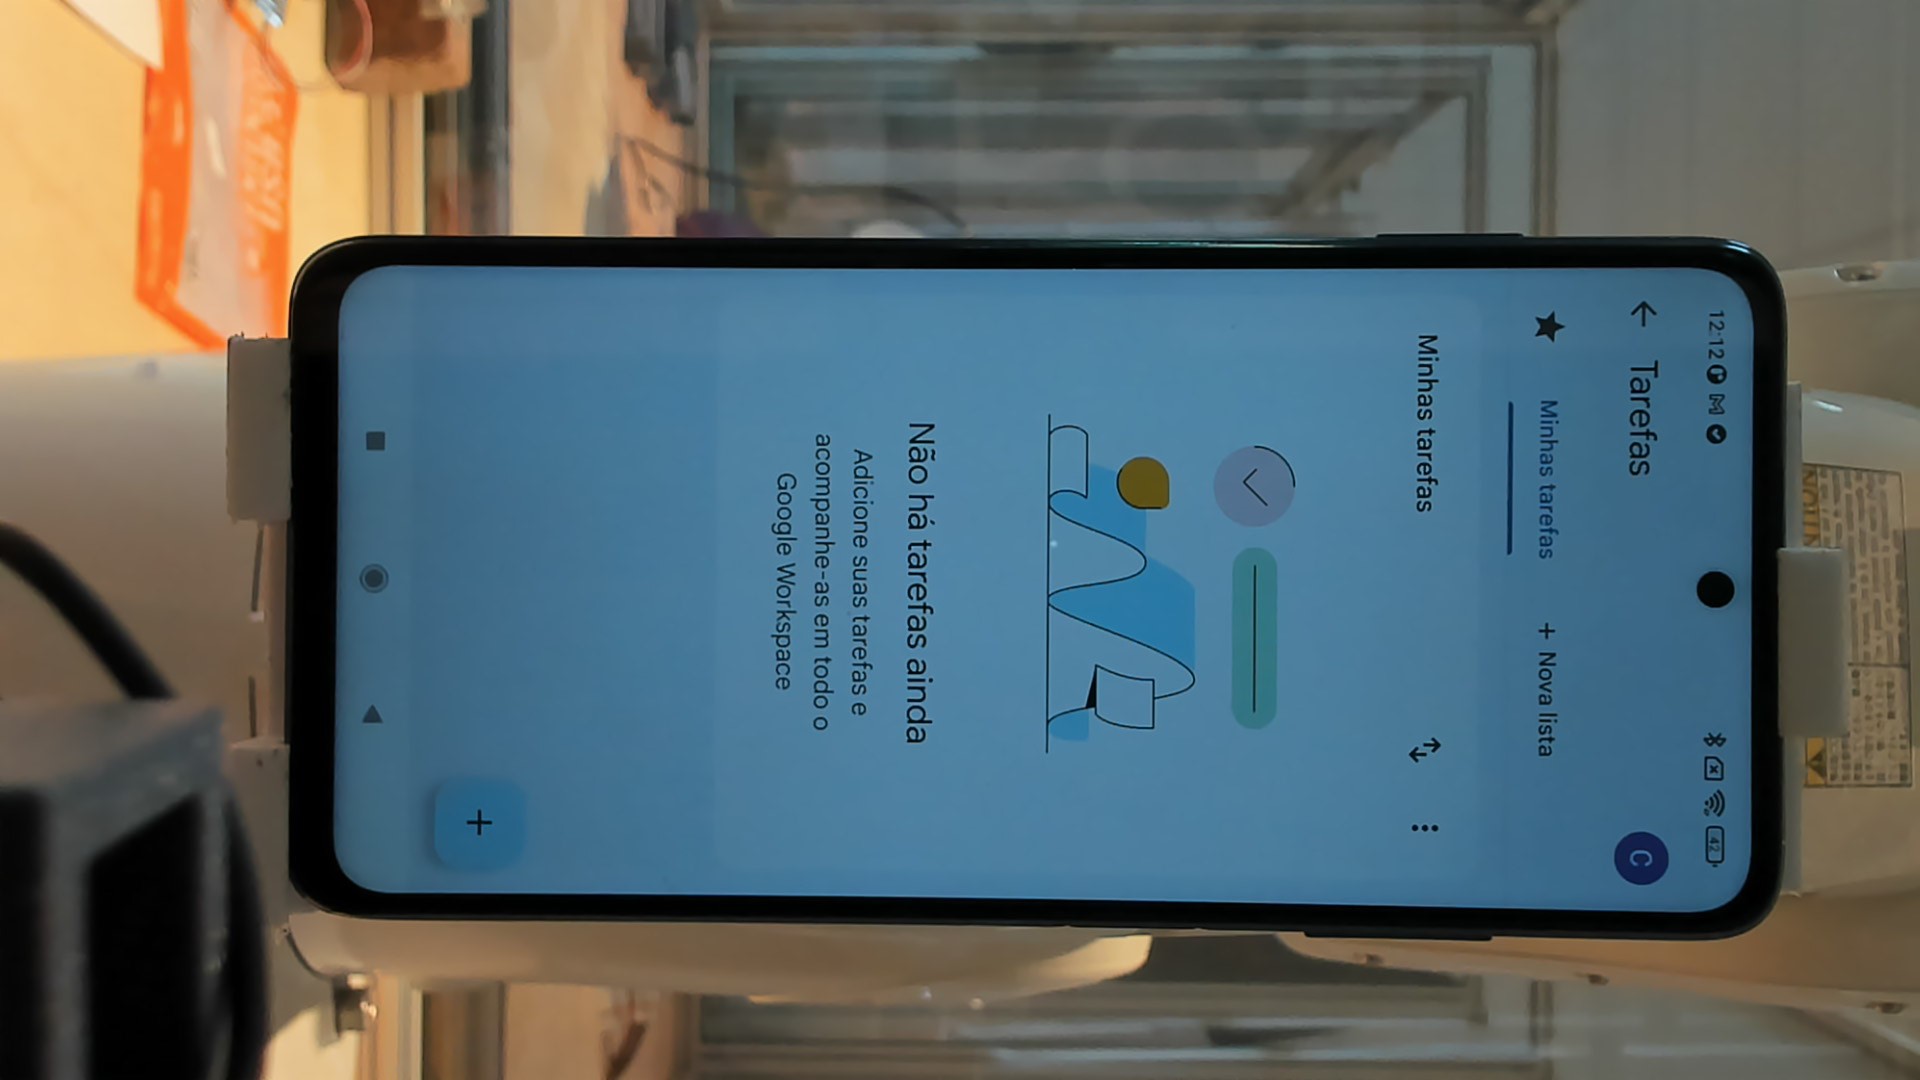 12:12
42
Tarefas
C
Minhas tarefas
+ Nova lista
Minhas tarefas
Não há tarefas ainda
Adicione suas tarefas e
acompanhe-as em todo o
Google Workspace
+